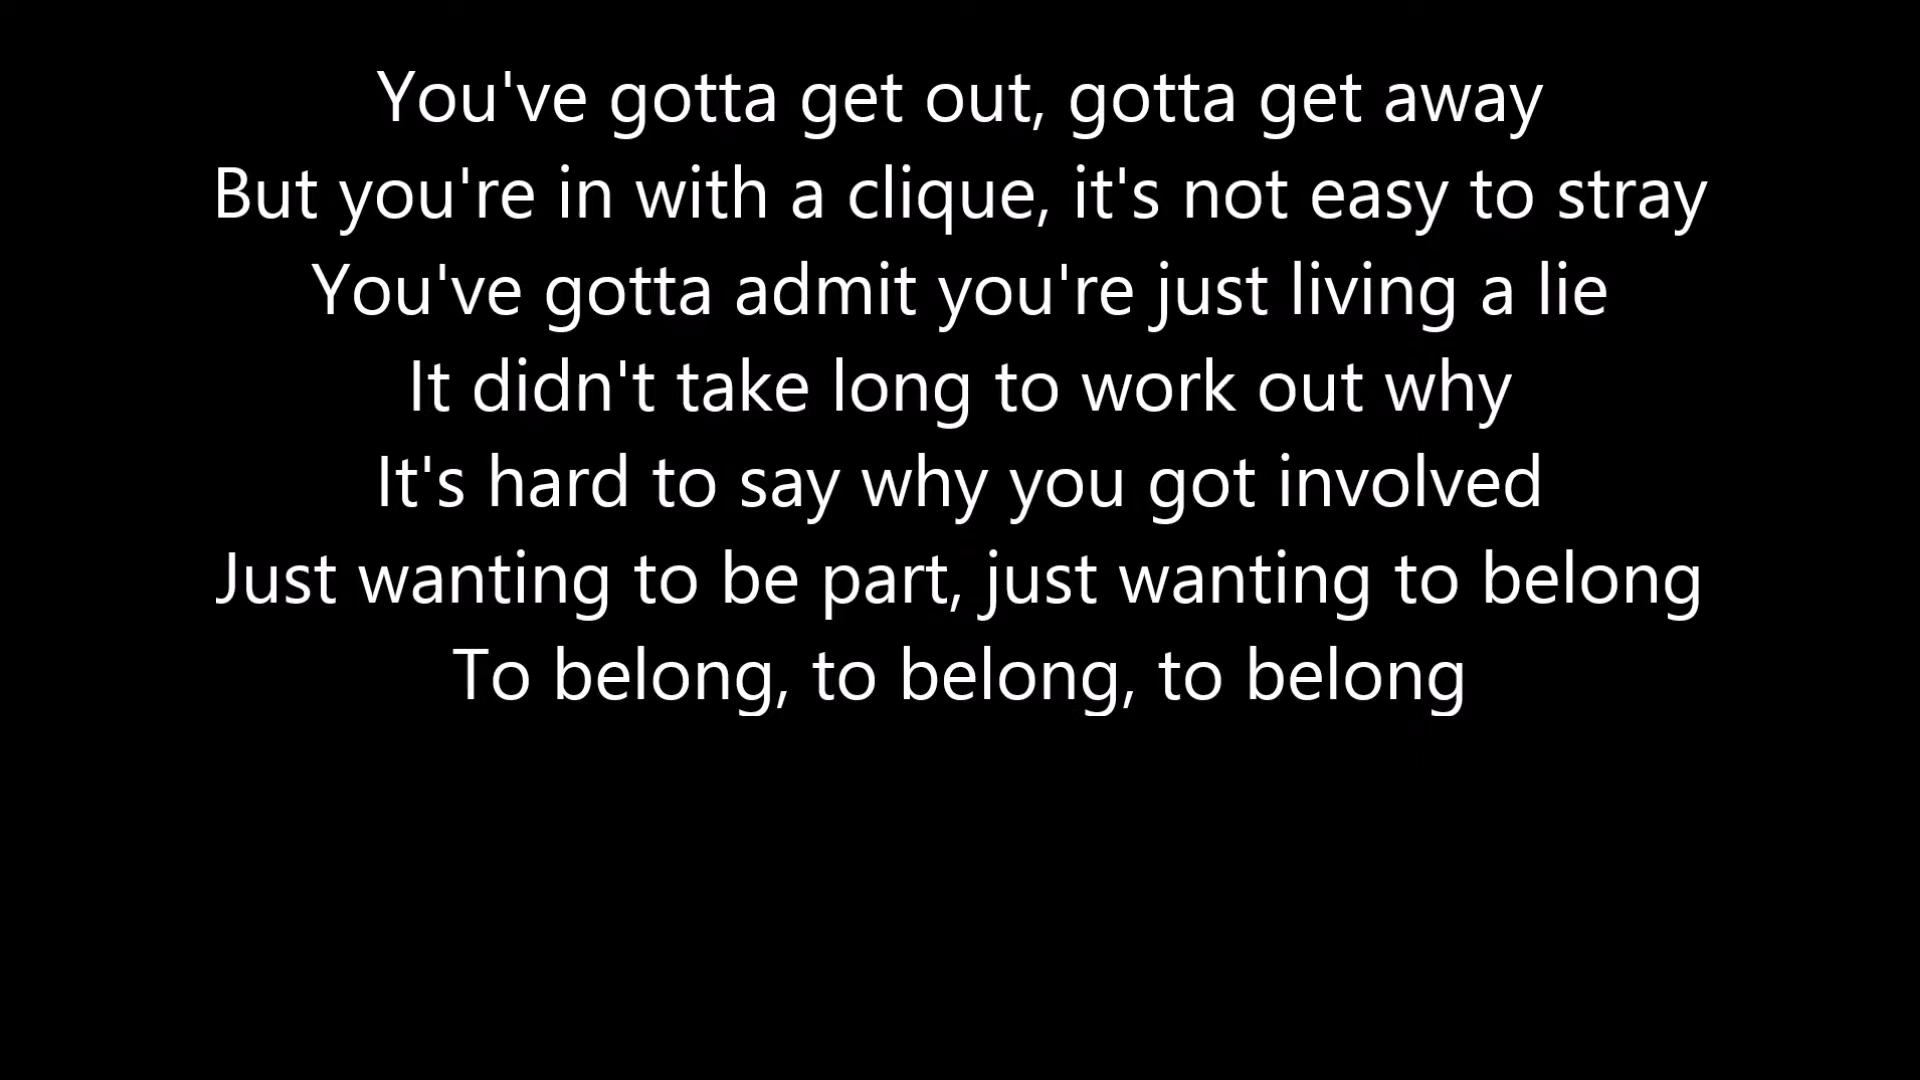 You've gotta get out, gotta get away
But you're in with a clique, it's not easy to stray
You've gotta admit you're just living a lie
It didn't take long to work out why
It's hard to say why you got involved
Just wanting to be part, just wanting to belong
To belong, to belong, to belong